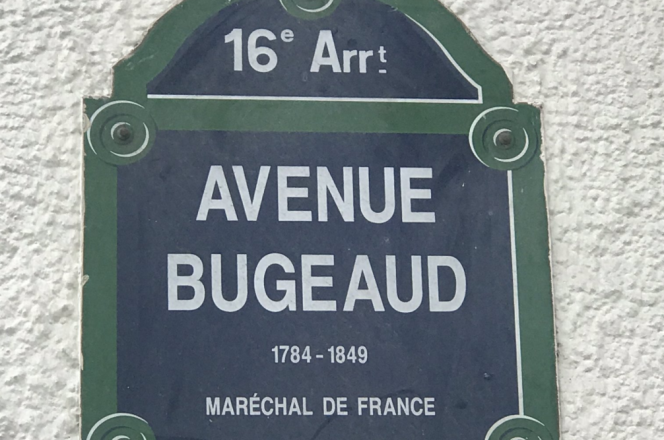 16e Arrt
AVENUE
BUGEAUD
1784-1849
MARÉCHAL DE FRANCE